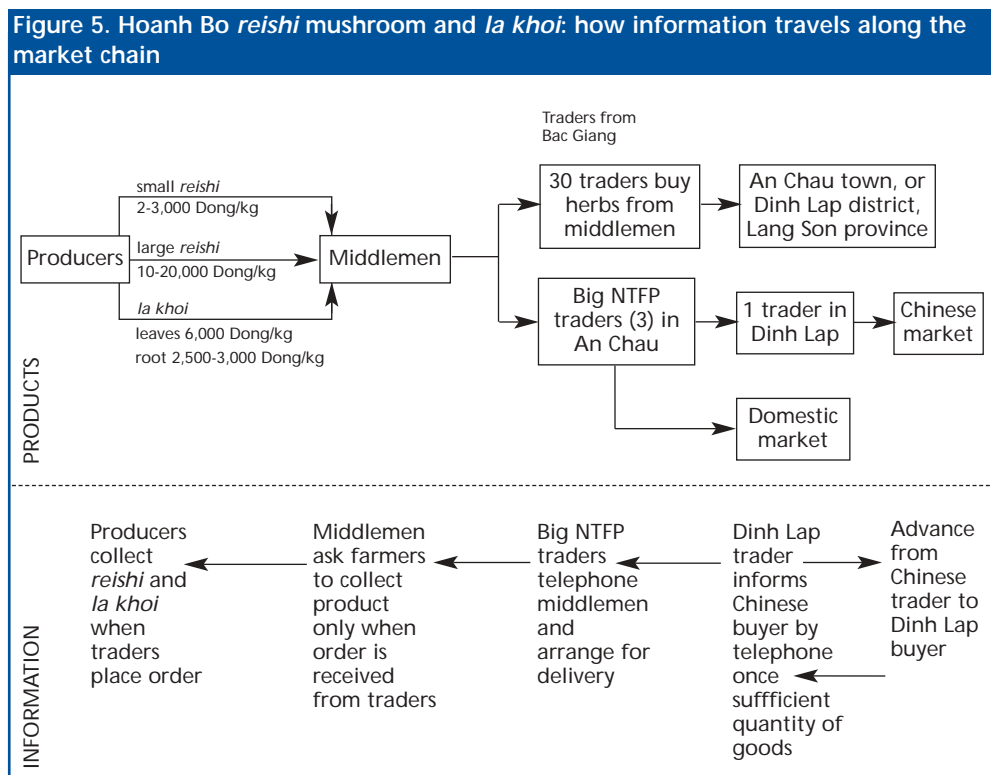 Figure 5. Hoanh Bo reishi mushroom and la khoi: how information travels along the
market chain
Traders from
Bac Giang
small reishi
2-3,000 Dong/kg
Producers
large reishi
10-20,000 Dong/kg
la khoi
leaves 6,000 Dong/kg
root 2,500-3,000 Dong/kg
Middlemen
30 traders buy
herbs from
middlemen
An Chau town, or
Dinh Lap district,
Lang Son province
Big NTFP
traders (3) in
An Chau
1 trader in
Dinh Lap
Chinese
market
Domestic
market
PRODUCTS
Producers
collect
reishi and
la khoi
when
traders
place order
Middlemen
ask farmers
to collect
product
only when
order is
received
from traders
Big NTFP
traders
telephone
middlemen
and
arrange for
delivery
Dinh Lap
trader
informs
Chinese
buyer by
telephone
once
suffficient
quantity of
goods
Advance
from
Chinese
trader to
Dinh Lap
buyer
INFORMATION